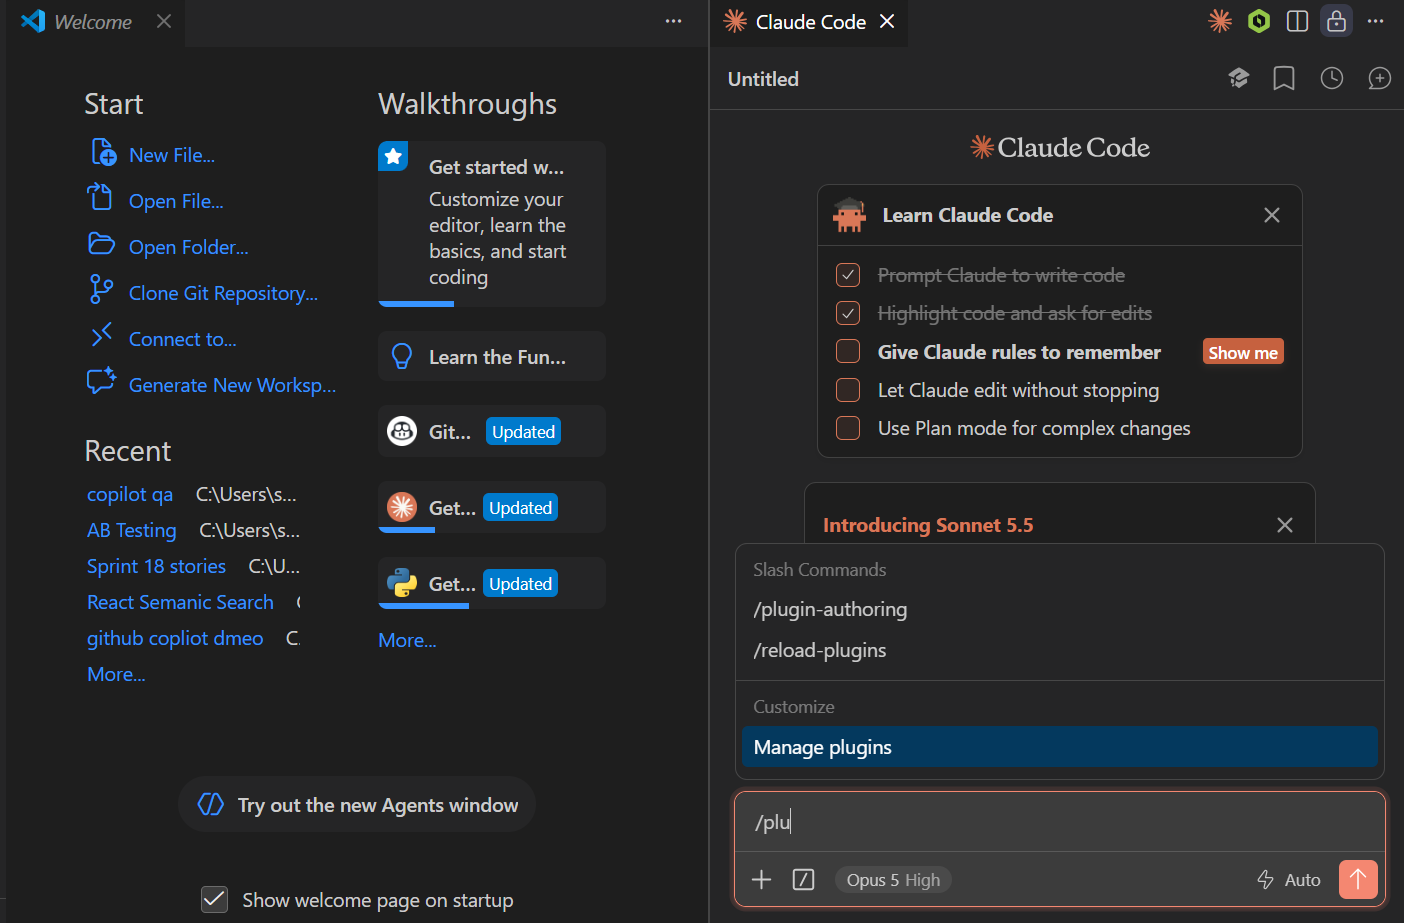 Welcome
Start
New File...
Open File...
Open Folder...
Clone Git Repository...
Connect to...
Generate New Worksp...
Recent
copilot qa C:\Users\s...
AB Testing C:\Users\s...
Sprint 18 stories C:\U...
React Semanic Search
github copliot dmeo C:
More...
Walkthroughs
Get started w...
Customize your
editor, learn the
basics, and start
coding
Learn the Fun...
Git... Updated
Get... Updated
Get... Updated
More...
Try out the new Agents window
Show welcome page on startup
Claude Code
Untitled
Claude Code
Learn Claude Code
Prompt Claude to write code
Highlight code and ask for edits
Give Claude rules to remember Show me
Let Claude edit without stopping
Use Plan mode for complex changes
Introducing Sonnet 5.5
Slash Commands
/plugin-authoring
/reload-plugins
Customize
Manage plugins
/plu
Opus 5 High Auto